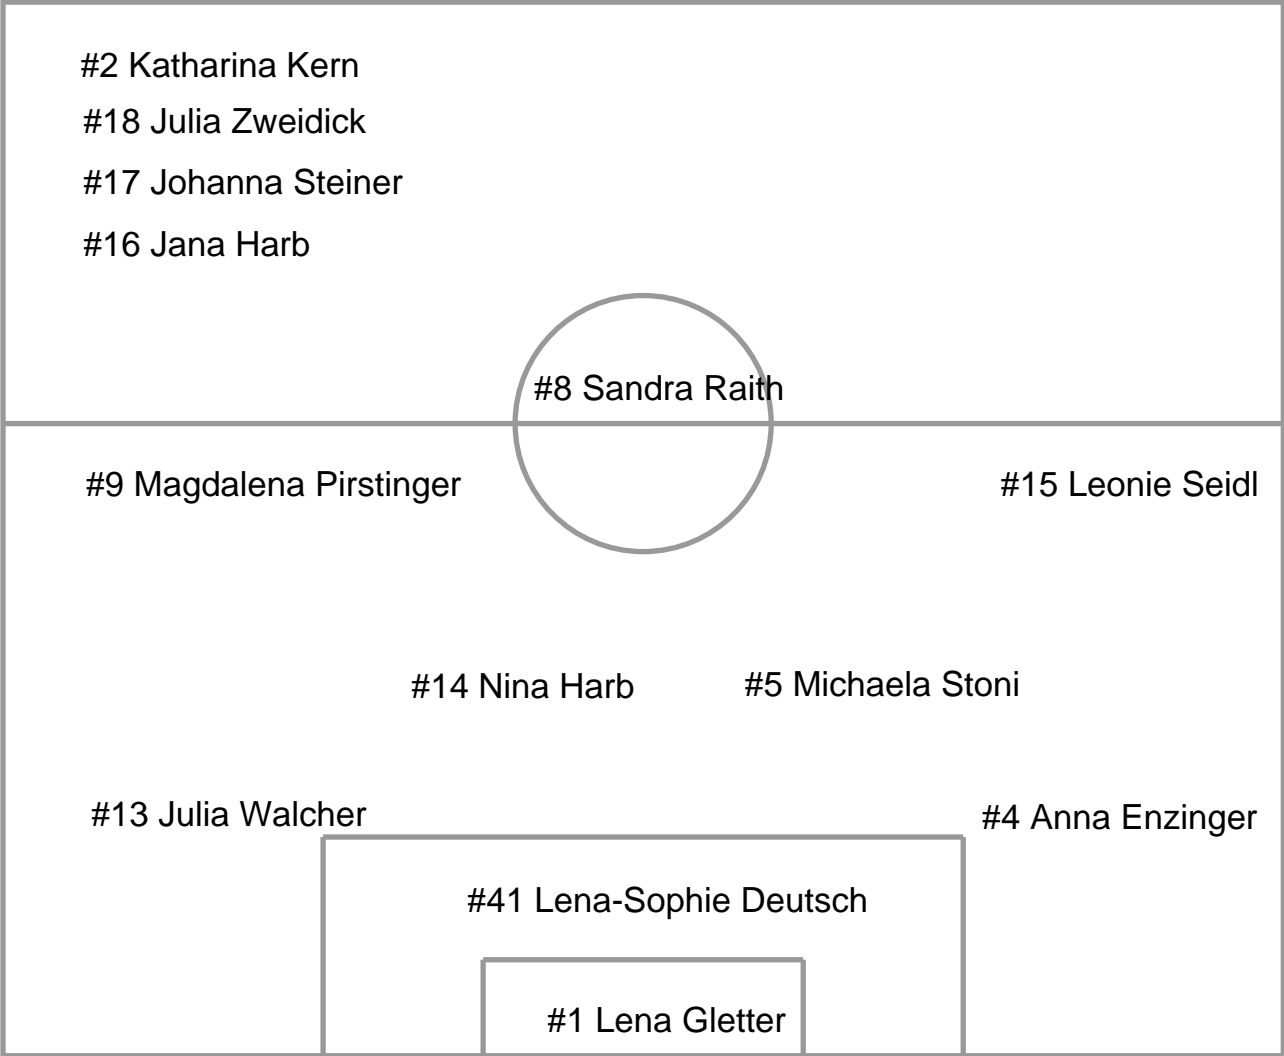 #2 Katharina Kern
#18 Julia Zweidick
#17 Johanna Steiner
#16 Jana Harb
#8 Sandra Raith
#9 Magdalena Pirstinger
#15 Leonie Seidl
#14 Nina Harb
#5 Michaela Stoni
#13 Julia Walcher
#4 Anna Enzinger
#41 Lena-Sophie Deutsch
#1 Lena Gletter